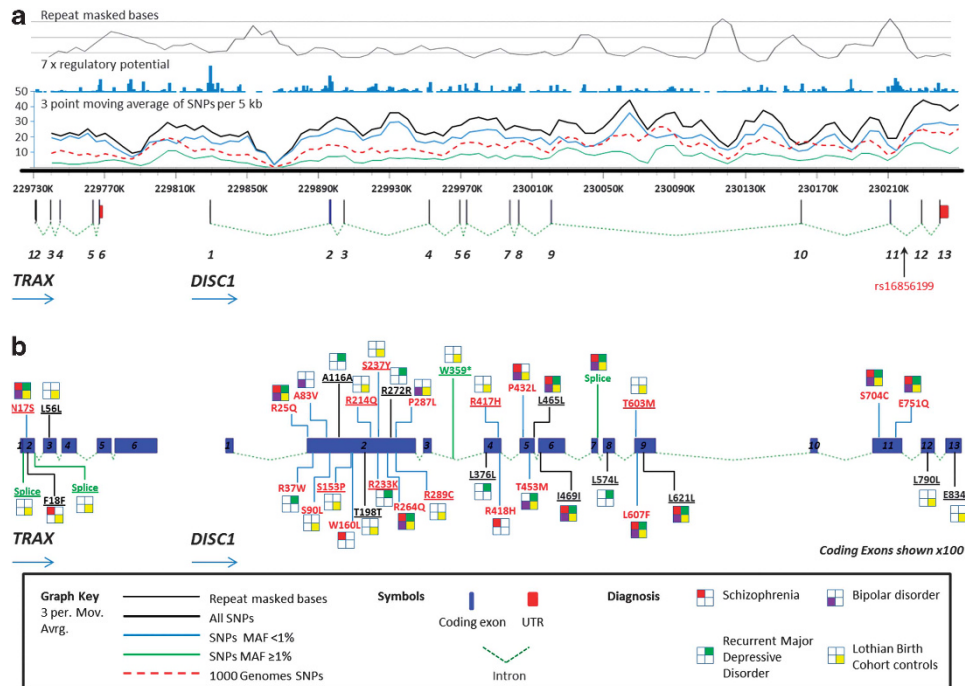 a
Repeat masked bases
7 x regulatory potential
3 point moving average of SNPs per 5 kb
50
40
30
20
10
0
229730K 229770K 229810K 229850K 229890K 229930K 229970K 230010K 230050K 230090K 230130K 230170K 230210K
12 3 4 5 6 1 2 3 4 5 6 7 8 9 10 11 12 13
TRAX DISC1
rs16856199
b
S237Y
W359*
A116A
N17S L56L
A83V
R272R
P432L
Splice
R25Q
R214Q
P287L
R417H
L465L
T603M
S704C
E751Q
1 2 3 4 5 6 1 2 3 4 5 6 7 8 9 10 11 12 13
Splice
Splice
F18F
R37W
S90L
S153P
W160L
T198T
R233K
R264Q
R289C
L376L
R418H
T453M
I469I
L574L
L607F
L621L
L790L
E834
TRAX DISC1
Coding Exons shown x100
Graph Key
3 per. Mov.
Avrg.
Repeat masked bases
All SNPs
SNPs MAF <1%
SNPs MAF ≥1%
1000 Genomes SNPs
Symbols
Coding exon
UTR
Intron
Diagnosis
Schizophrenia
Bipolar disorder
Recurrent Major
Depressive
Disorder
Lothian Birth
Cohort controls